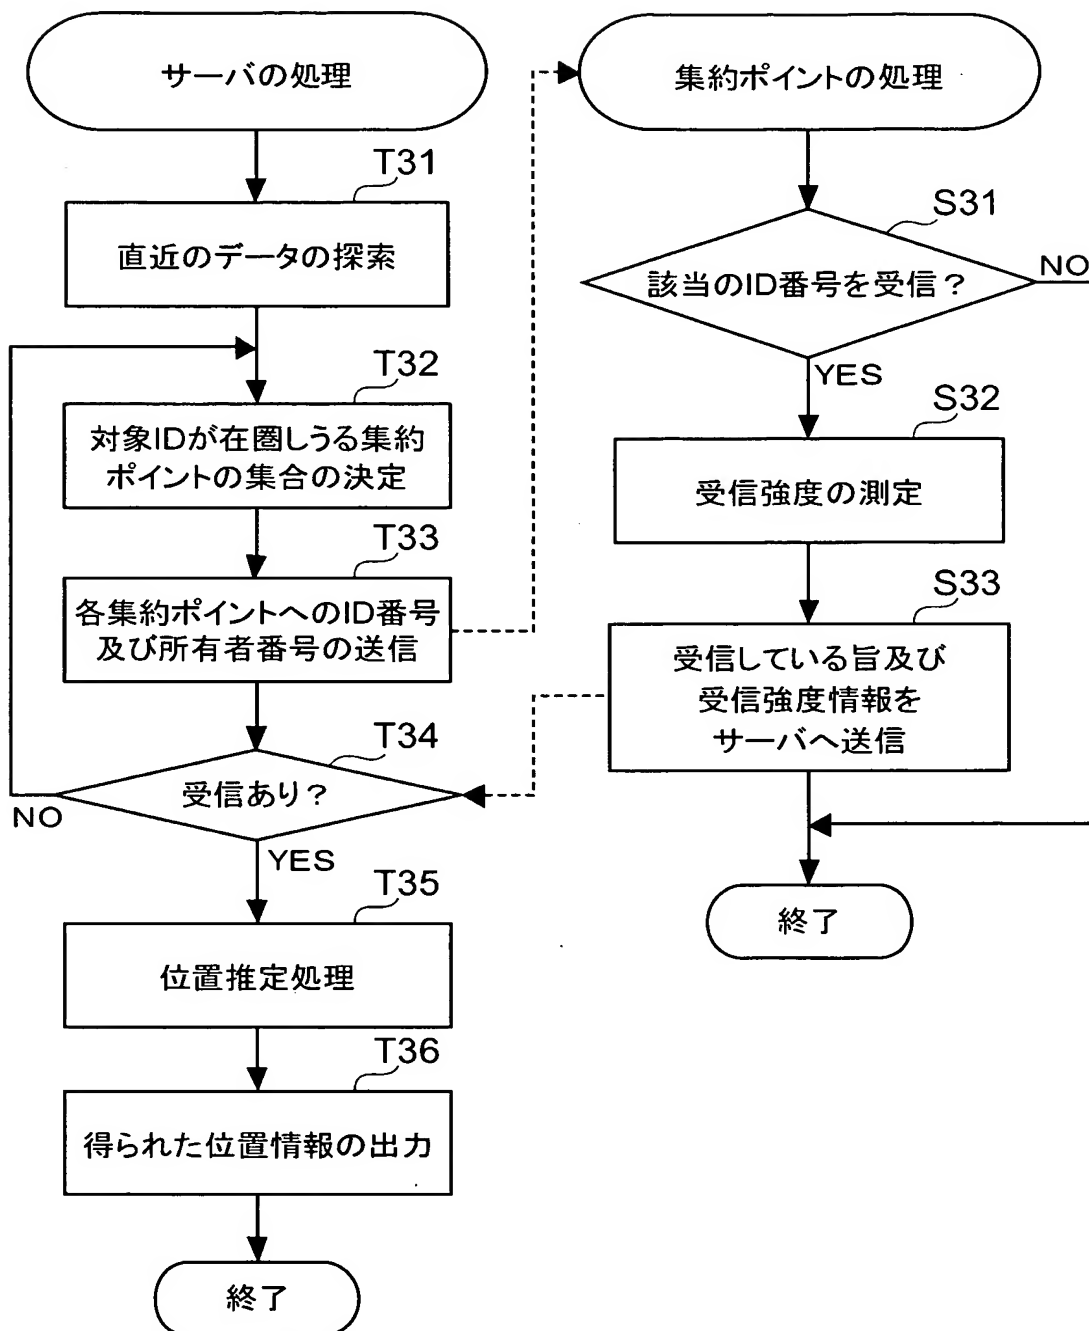 サーバの処理
T31
直近のデータの探索
T32
対象IDが在圏しうる集約
ポイントの集合の決定
T33
各集約ポイントへのID番号
及び所有者番号の送信
T34
受信あり?
NO
YES
T35
位置推定処理
T36
得られた位置情報の出力
終了
集約ポイントの処理
S31
該当のID番号を受信?
NO
YES
S32
受信強度の測定
S33
受信している旨及び
受信強度情報を
サーバへ送信
終了